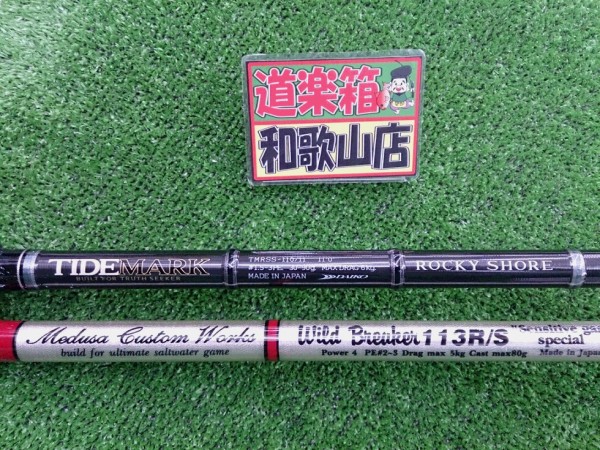 道楽箱
和歌山店
TIDEMARK
BUILT FOR TRUTH SEEKER
MADE IN JAPAN DAIKO
ROCKY SHORE
Medusa Custom Works
build for ultimate saltwater game
Wild Breaker 113R/S
Power 4 PE#2-3 Drag max 5kg Cast max80g
"Sensitive
special"
Made in Japan